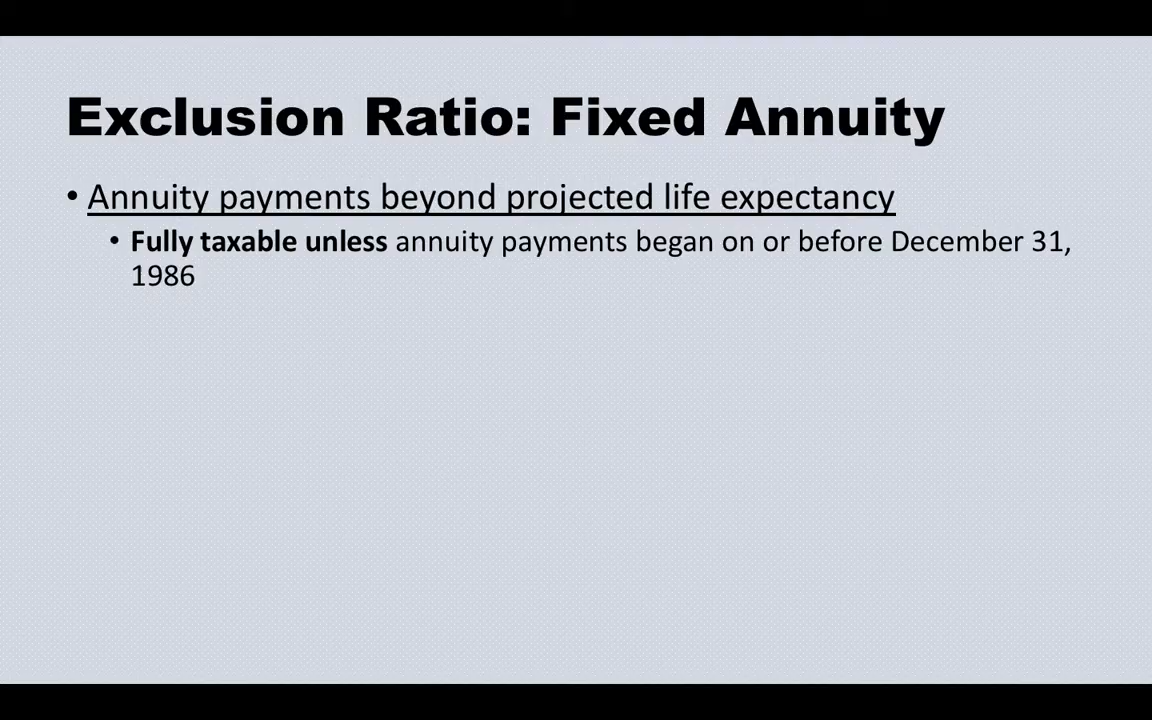 Exclusion Ratio: Fixed Annuity
• Annuity payments beyond projected life expectancy
• Fully taxable unless annuity payments began on or before December 31,
1986